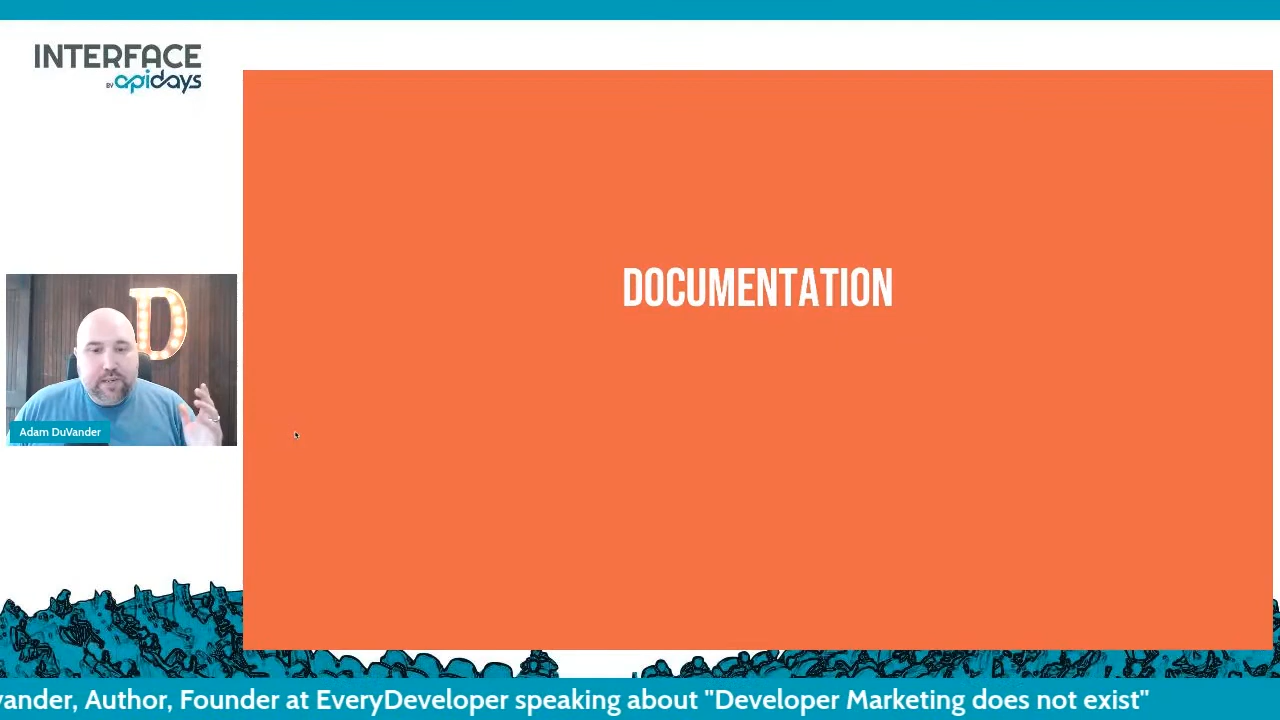 INTERFACE
BY apidays
DOCUMENTATION
D
Adam DuVander
vander, Author, Founder at EveryDeveloper speaking about "Developer Marketing does not exist"